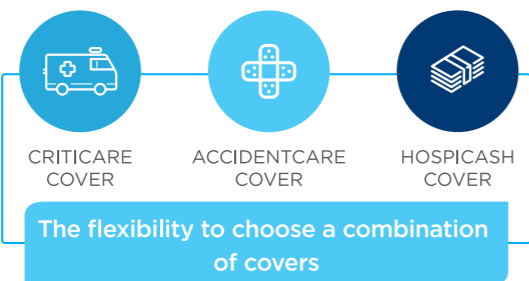 CRITICARE
COVER
ACCIDENTCARE
COVER
HOSPICASH
COVER
The flexibility to choose a combination
of covers